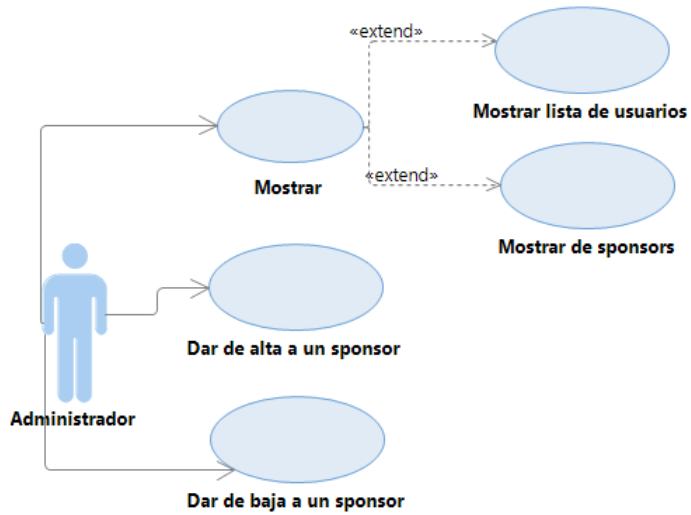 «extend»
Mostrar lista de usuarios
Mostrar
«extend»
Mostrar de sponsors
Dar de alta a un sponsor
Administrador
Dar de baja a un sponsor